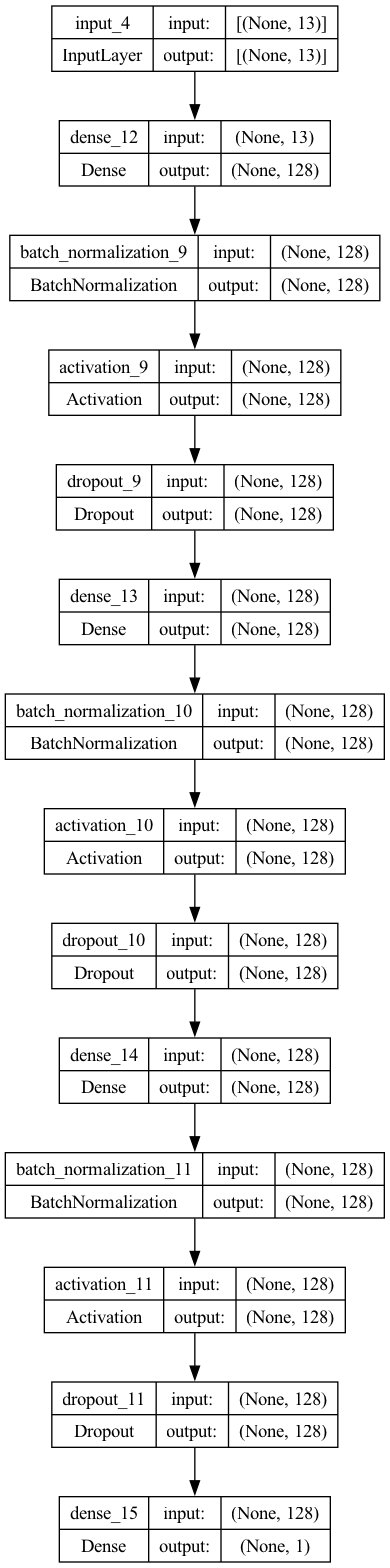 input_4 input: [(None, 13)]
InputLayer output: [(None, 13)]
dense_12 input: (None, 13)
Dense output: (None, 128)
batch_normalization_9 input: (None, 128)
BatchNormalization output: (None, 128)
activation_9 input: (None, 128)
Activation output: (None, 128)
dropout_9 input: (None, 128)
Dropout output: (None, 128)
dense_13 input: (None, 128)
Dense output: (None, 128)
batch_normalization_10 input: (None, 128)
BatchNormalization output: (None, 128)
activation_10 input: (None, 128)
Activation output: (None, 128)
dropout_10 input: (None, 128)
Dropout output: (None, 128)
dense_14 input: (None, 128)
Dense output: (None, 128)
batch_normalization_11 input: (None, 128)
BatchNormalization output: (None, 128)
activation_11 input: (None, 128)
Activation output: (None, 128)
dropout_11 input: (None, 128)
Dropout output: (None, 128)
dense_15 input: (None, 128)
Dense output: (None, 1)